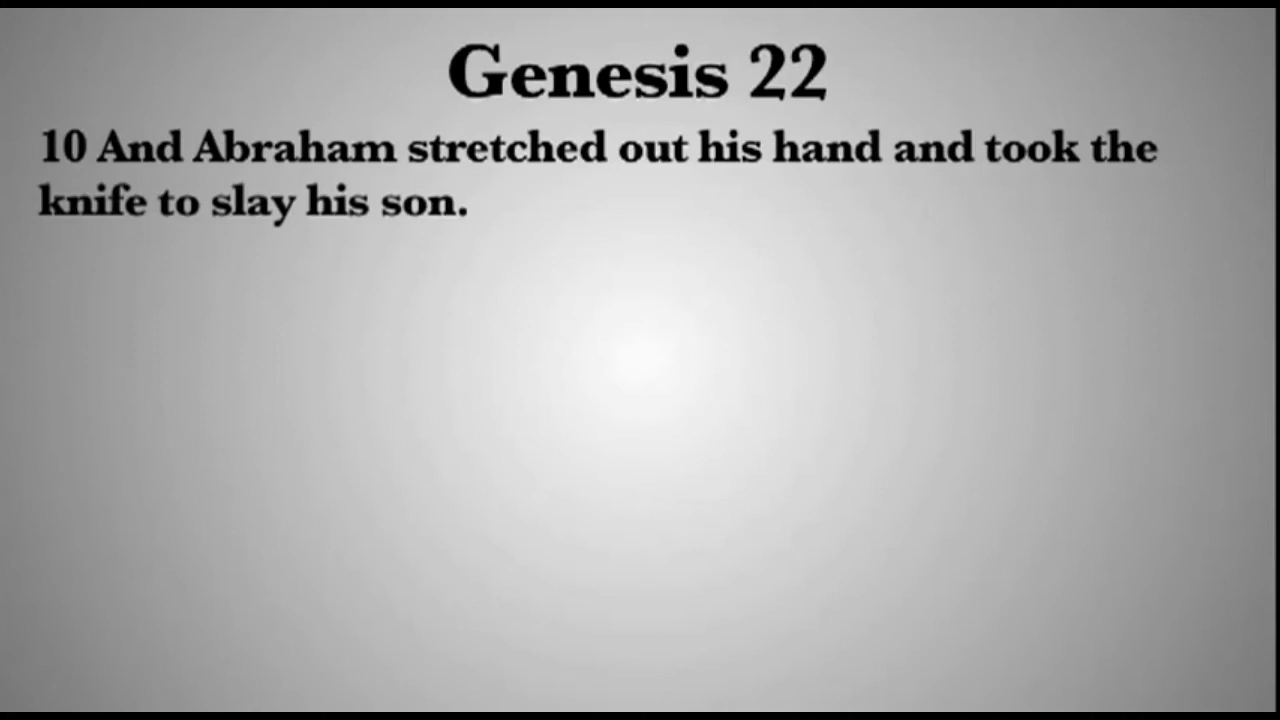 Genesis 22
10 And Abraham stretched out his hand and took the
knife to slay his son.